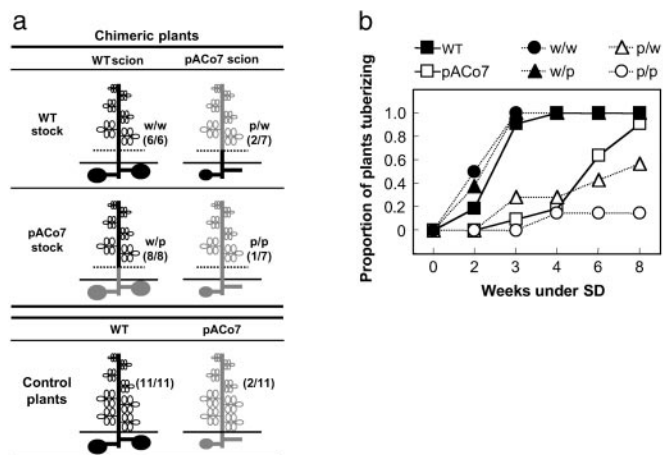 a
Chimeric plants
WT scion pACo7 scion
WT stock
w/w (6/6)
p/w (2/7)
pACo7 stock
w/p (8/8)
p/p (1/7)
WT pACo7
Control plants
(11/11)
(2/11)
b
WT w/w p/w
pACo7 w/p p/p
Proportion of plants tuberizing
1.0
0.8
0.6
0.4
0.2
0
0 2 3 4 6 8
Weeks under SD